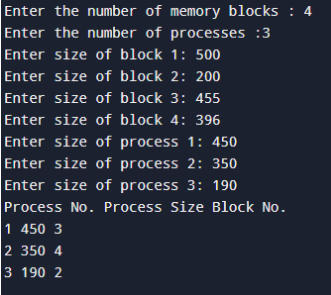 Enter the number of memory blocks : 4
Enter the number of processes :3
Enter size of block 1: 500
Enter size of block 2: 200
Enter size of block 3: 455
Enter size of block 4: 396
Enter size of process 1: 450
Enter size of process 2: 350
Enter size of process 3: 190
Process No. Process Size Block No.
1 450 3
2 350 4
3 190 2